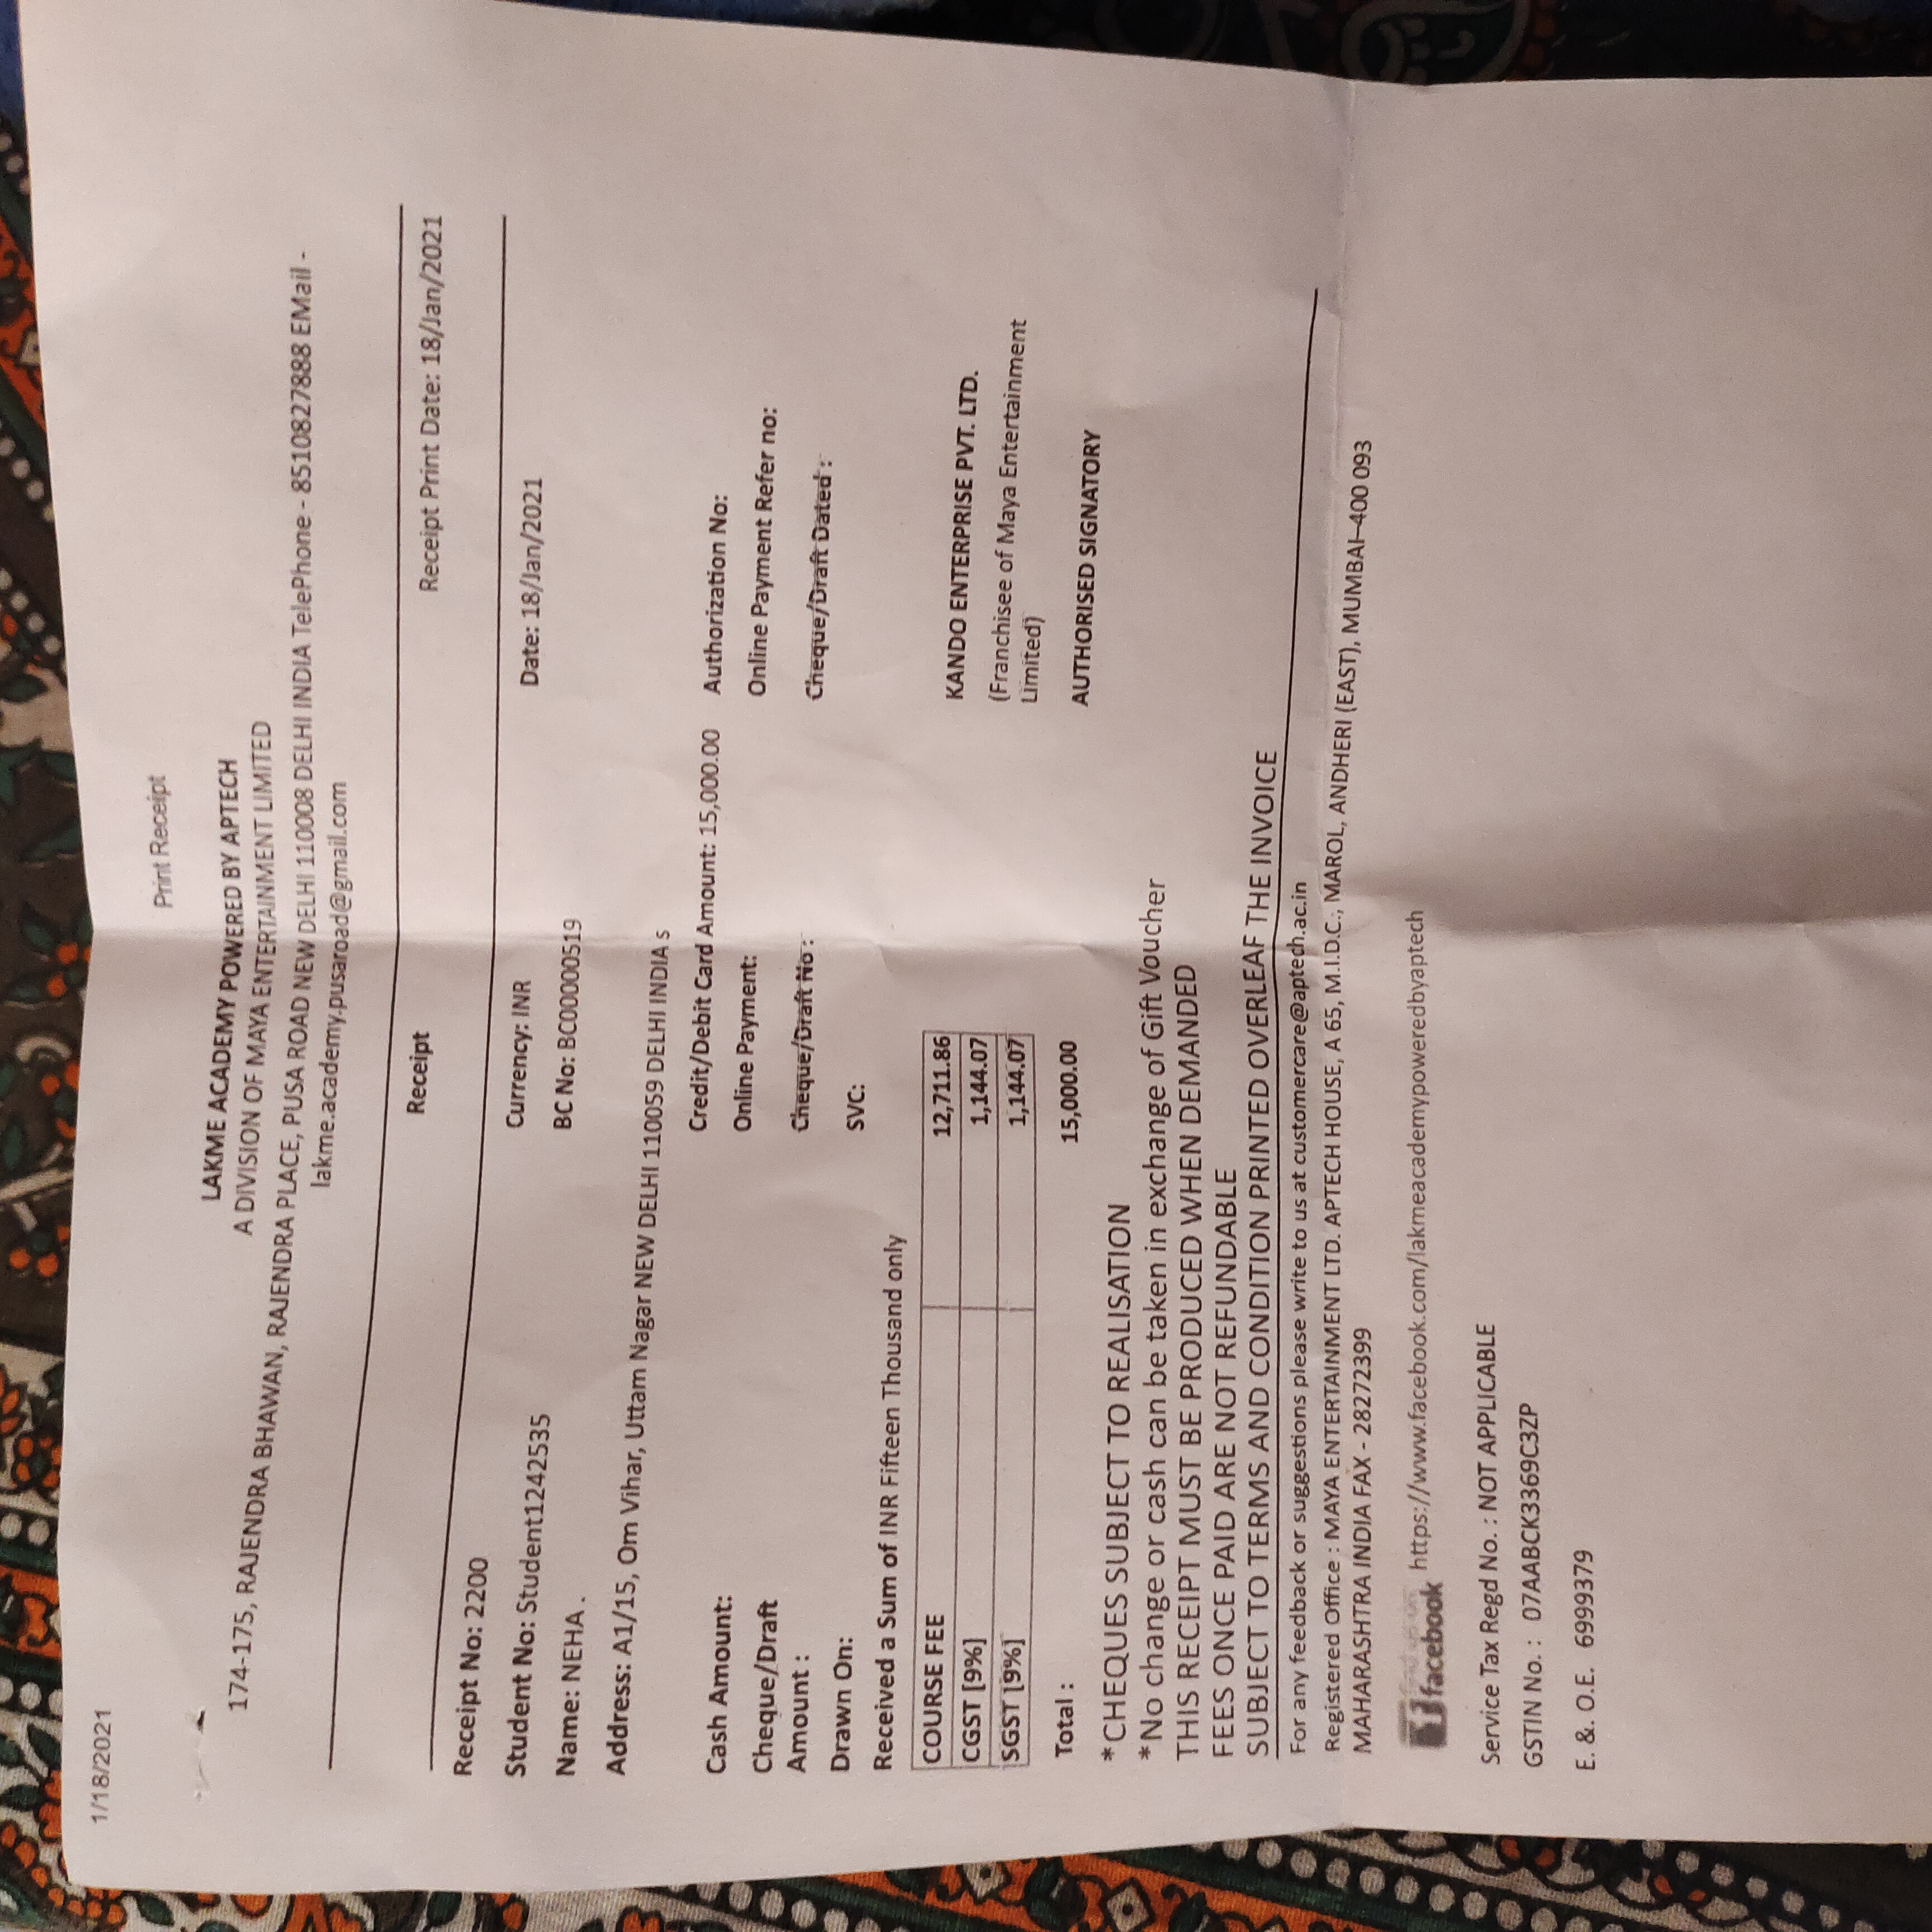 1/18/2021
Print Receipt
LAKME ACADEMY POWERED BY APTECH
A DIVISION OF MAYA ENTERTAINMENT LIMITED
174-175, RAJENDRA BHAWAN, RAJENDRA PLACE, PUSA ROAD NEW DELHI 110008 DELHI INDIA TelePhone - 8510827888 EMail -
lakme.academy.pusaroad@gmail.com
Receipt Receipt Print Date: 18/Jan/2021
Receipt No: 2200 Currency: INR Date: 18/Jan/2021
Student No: Student1242535 BC No: BC000000519
Name: NEHA .
Address: A1/15, Om Vihar, Uttam Nagar NEW DELHI 110059 DELHI INDIA s
Cash Amount: Credit/Debit Card Amount: 15,000.00 Authorization No:
Cheque/Draft Online Payment: Online Payment Refer no:
Amount : Cheque/Draft No : Cheque/Draft Dated :
Drawn On: SVC:
Received a Sum of INR Fifteen Thousand only
COURSE FEE 12,711.86 KANDO ENTERPRISE PVT. LTD.
CGST [9%] 1,144.07 (Franchisee of Maya Entertainment
SGST [9%] 1,144.07 Limited)
Total : 15,000.00 AUTHORISED SIGNATORY
*CHEQUES SUBJECT TO REALISATION
*No change or cash can be taken in exchange of Gift Voucher
THIS RECEIPT MUST BE PRODUCED WHEN DEMANDED
FEES ONCE PAID ARE NOT REFUNDABLE
SUBJECT TO TERMS AND CONDITION PRINTED OVERLEAF THE INVOICE
For any feedback or suggestions please write to us at customercare@aptech.ac.in
Registered Office : MAYA ENTERTAINMENT LTD. APTECH HOUSE, A 65, M.I.D.C., MAROL, ANDHERI (EAST), MUMBAI–400 093
MAHARASHTRA INDIA FAX - 28272399
facebook https://www.facebook.com/lakmeacademypoweredbyaptech
Service Tax Regd No. : NOT APPLICABLE
GSTIN No. : 07AABCK3369C3ZP
E. &. O.E. 6999379